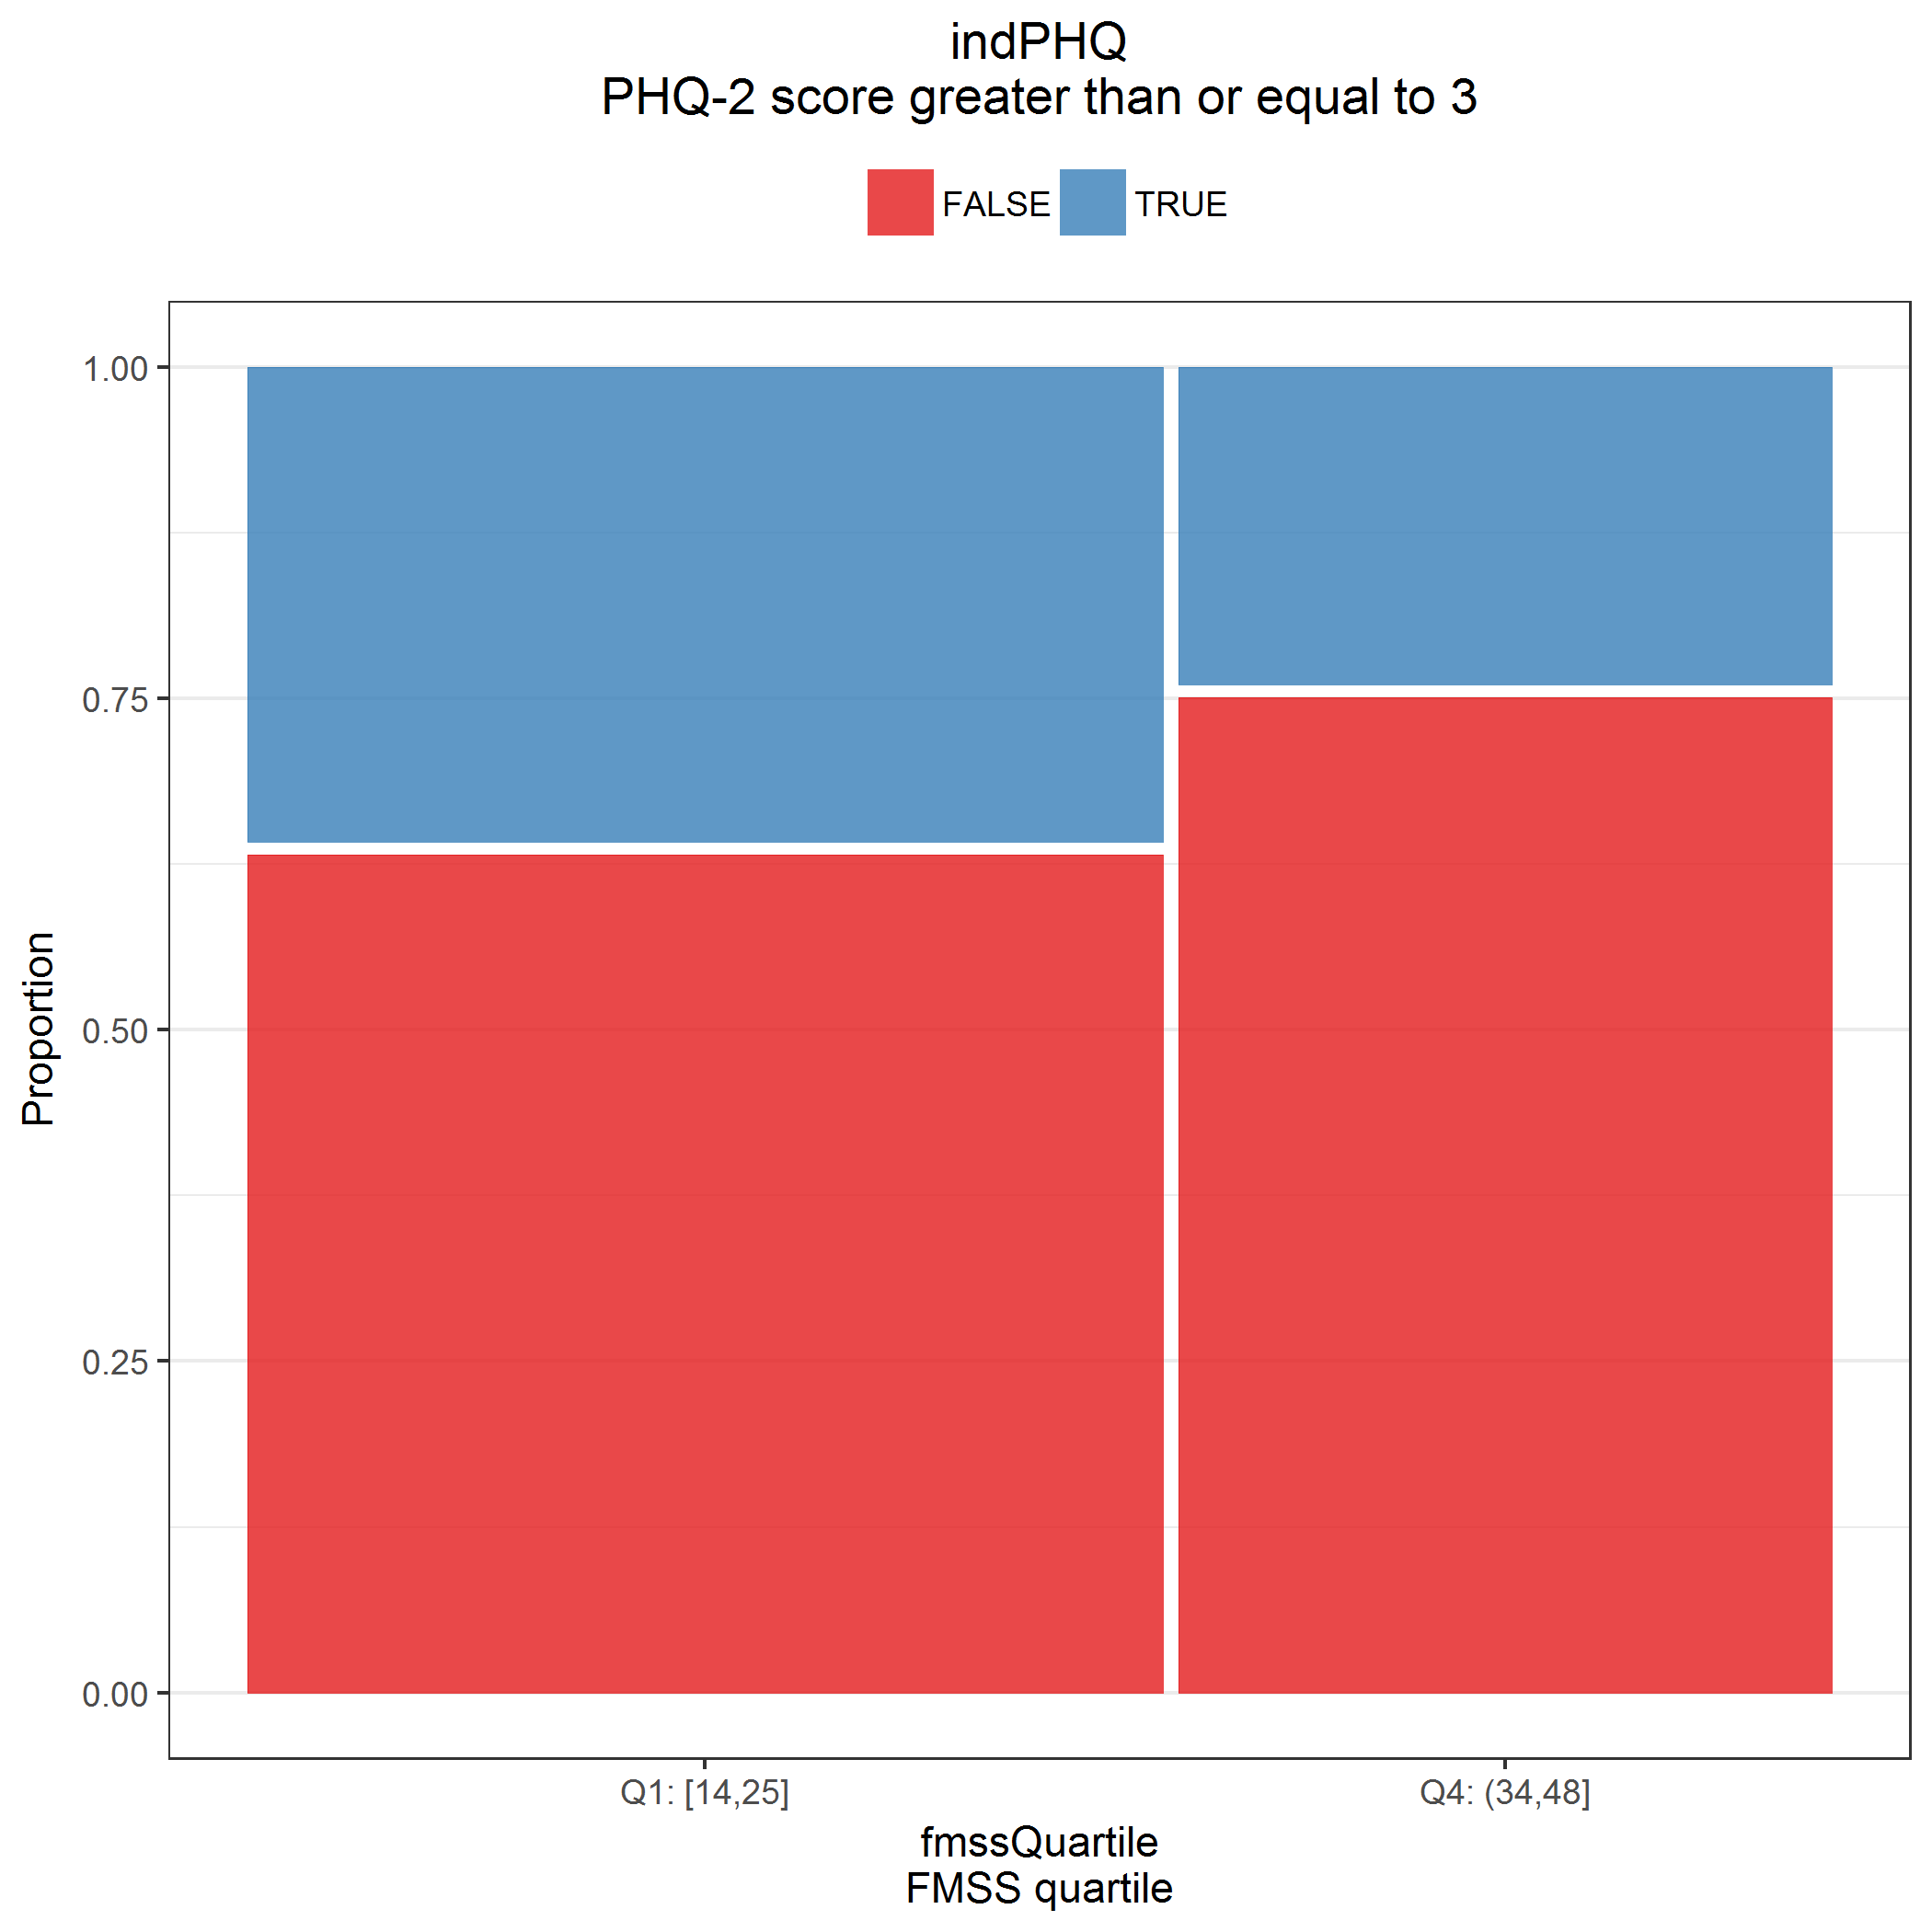 indPHQ
PHQ-2 score greater than or equal to 3
FALSE TRUE
1.00
0.75
0.50
0.25
0.00
Proportion
Q1: [14,25] Q4: (34,48]
fmssQuartile
FMSS quartile